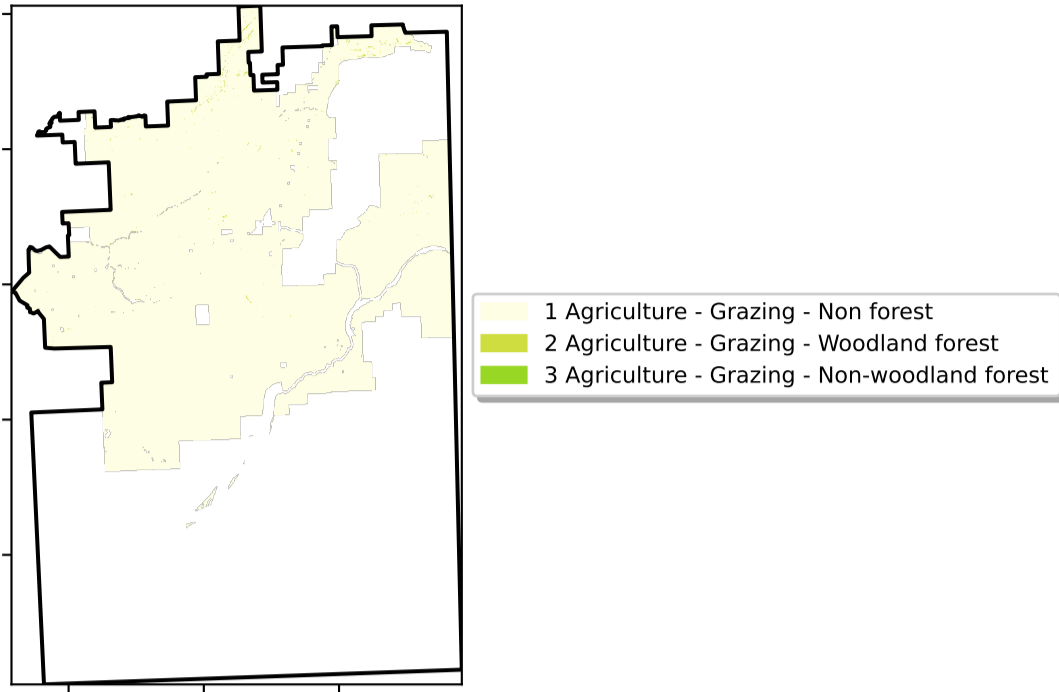 1 Agriculture - Grazing - Non forest
2 Agriculture - Grazing - Woodland forest
3 Agriculture - Grazing - Non-woodland forest